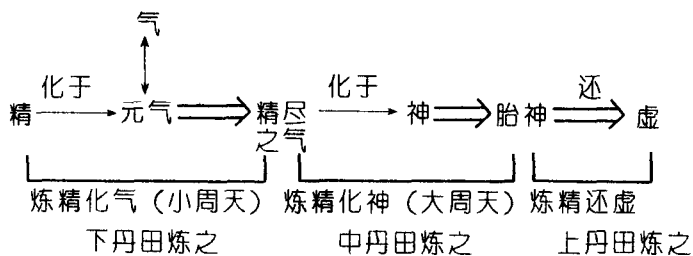 气
化于 化于 还
精 元气 精尽之气 神 胎神 虚
炼精化气（小周天） 炼精化神（大周天） 炼精还虚
下丹田炼之 中丹田炼之 上丹田炼之